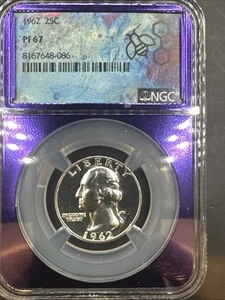 1962 25C
PF 67
8167648-086
NGC
LIBERTY
IN GOD WE
TRUST
1962